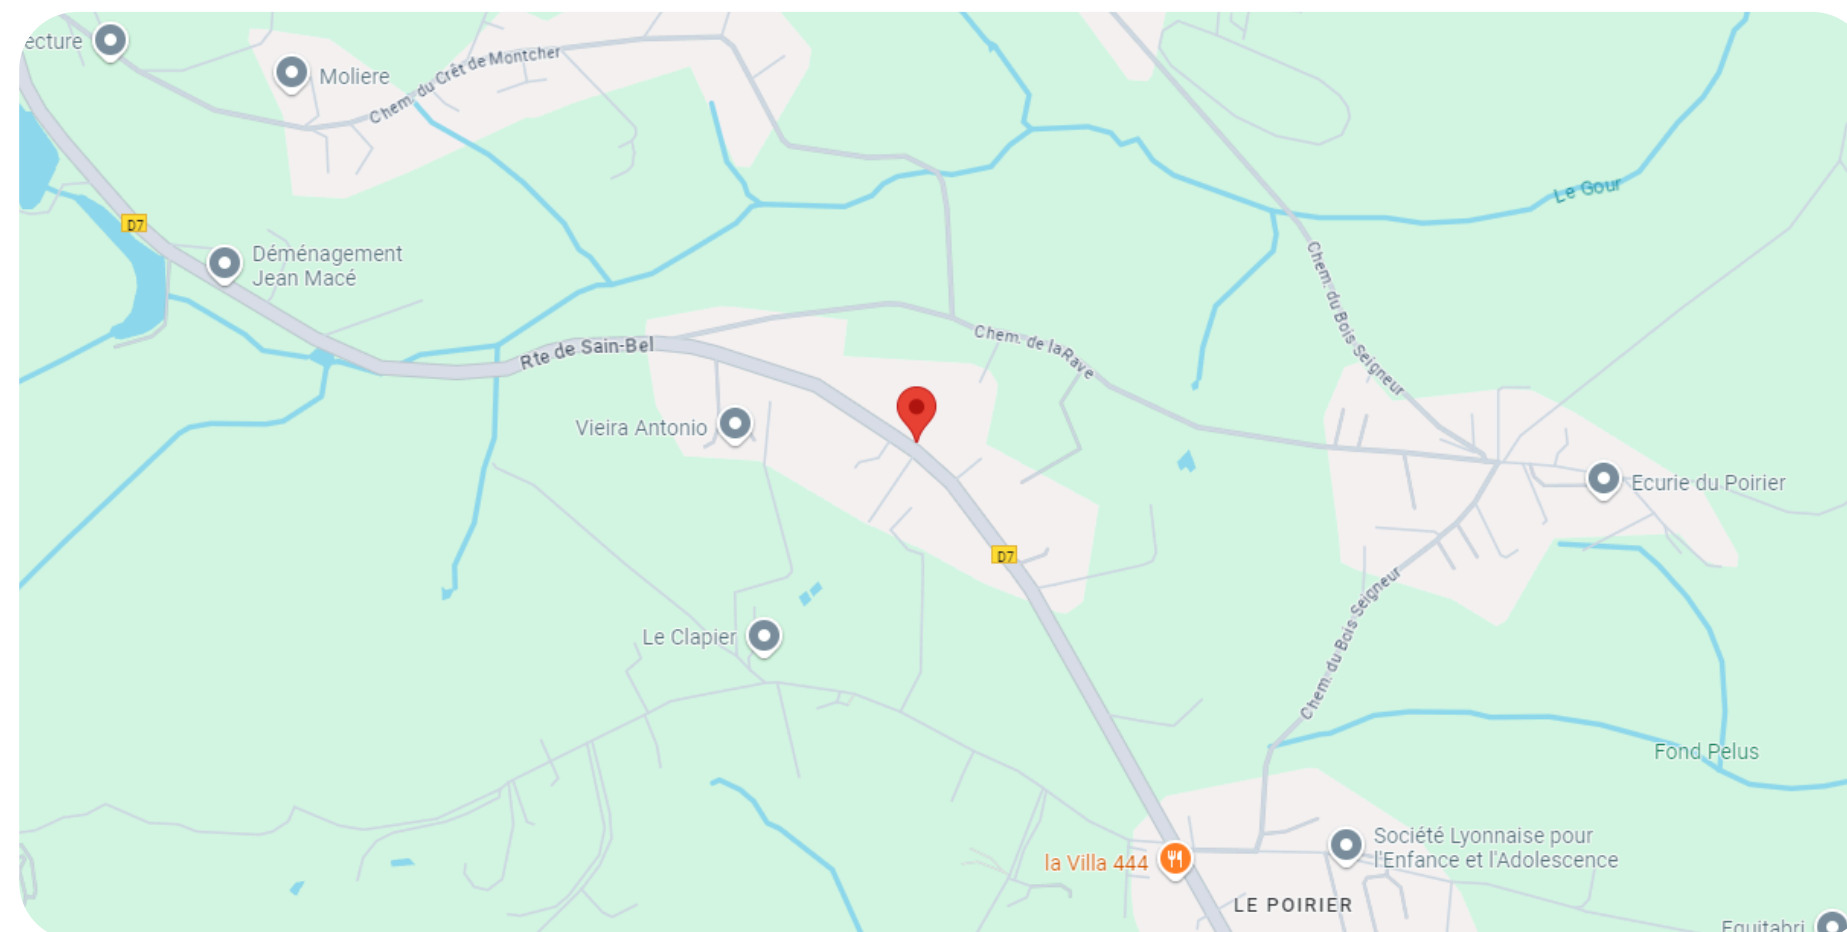 ecture
Moliere
Chem. du Crêt de Montcher
Le Gour
D7
Déménagement
Jean Macé
Chem. du Bois Seigneur
Rte de Sain-Bel
Chem. de la Rave
Vieira Antonio
Ecurie du Poirier
D7
Le Clapier
Chem. du Bois Seigneur
Fond Pelus
Société Lyonnaise pour
l'Enfance et l'Adolescence
la Villa 444
LE POIRIER
Equitabri